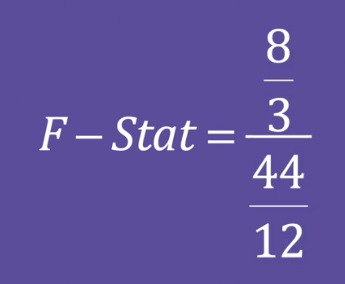 F – Stat = (8/3)/(44/12)